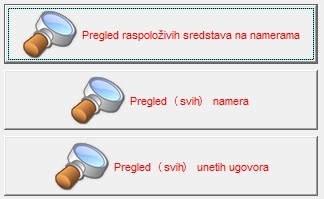 Pregled raspoloživih sredstava na namerama
Pregled ( svih ) namera
Pregled ( svih ) unetih ugovora